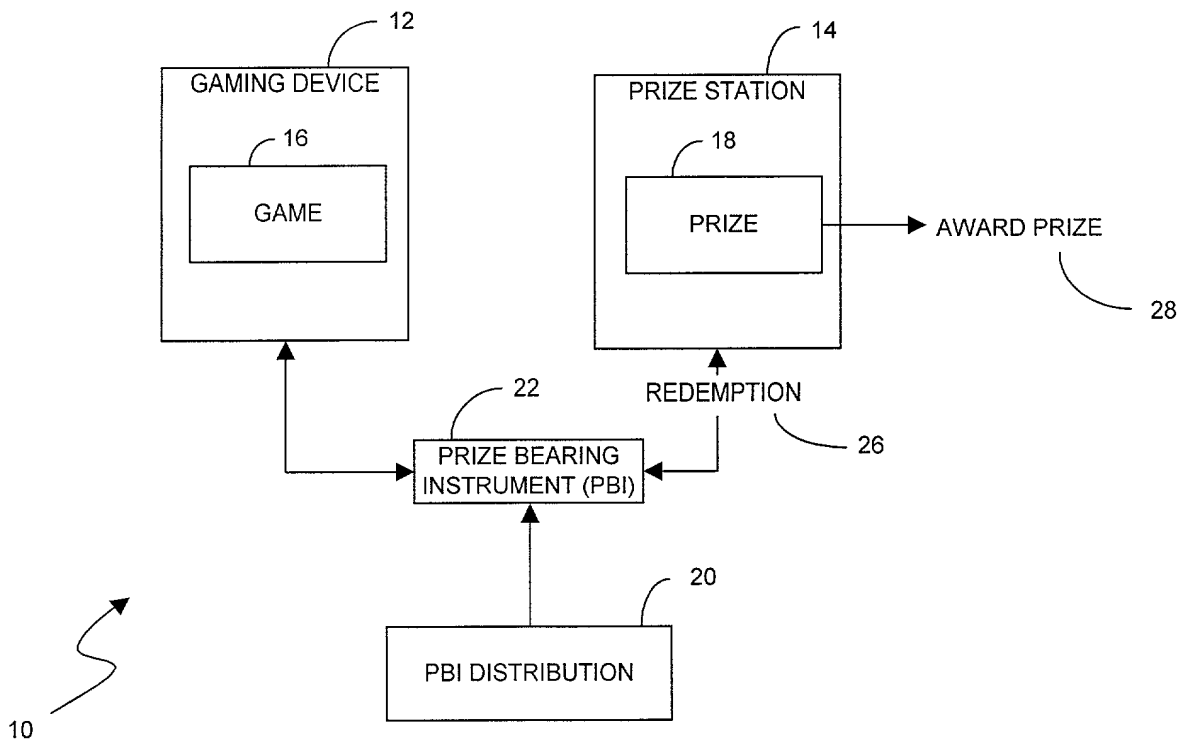 12
GAMING DEVICE
16
GAME
14
PRIZE STATION
18
PRIZE
AWARD PRIZE
28
REDEMPTION
26
22
PRIZE BEARING
INSTRUMENT (PBI)
20
PBI DISTRIBUTION
10